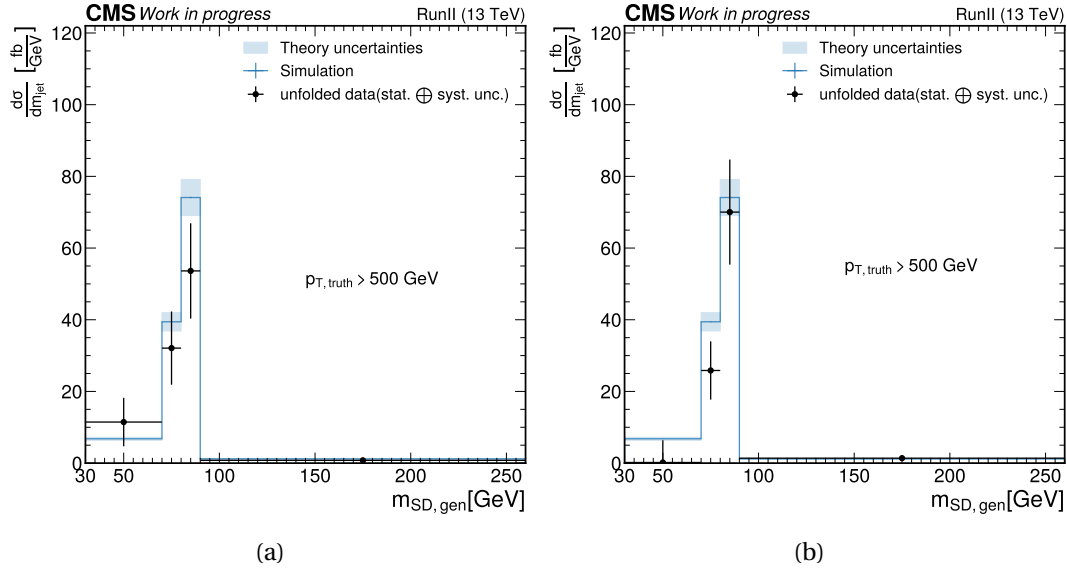 CMS Work in progress RunII (13 TeV)
dσ/dm_jet [fb/GeV]
120
100
80
60
40
20
0
Theory uncertainties
Simulation
unfolded data(stat. ⊕ syst. unc.)
p_T, truth > 500 GeV
30 50 100 150 200 250
m_SD, gen[GeV]
(a)
CMS Work in progress RunII (13 TeV)
dσ/dm_jet [fb/GeV]
120
100
80
60
40
20
0
Theory uncertainties
Simulation
unfolded data(stat. ⊕ syst. unc.)
p_T, truth > 500 GeV
30 50 100 150 200 250
m_SD, gen[GeV]
(b)